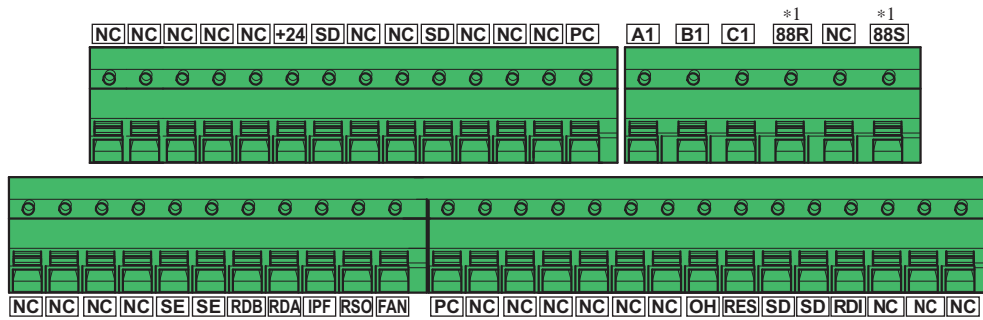 *1 *1
NC NC NC NC NC +24 SD NC NC SD NC NC NC PC A1 B1 C1 88R NC 88S
NC NC NC NC SE SE RDB RDA IPF RSO FAN PC NC NC NC NC NC NC OH RES SD SD RDI NC NC NC